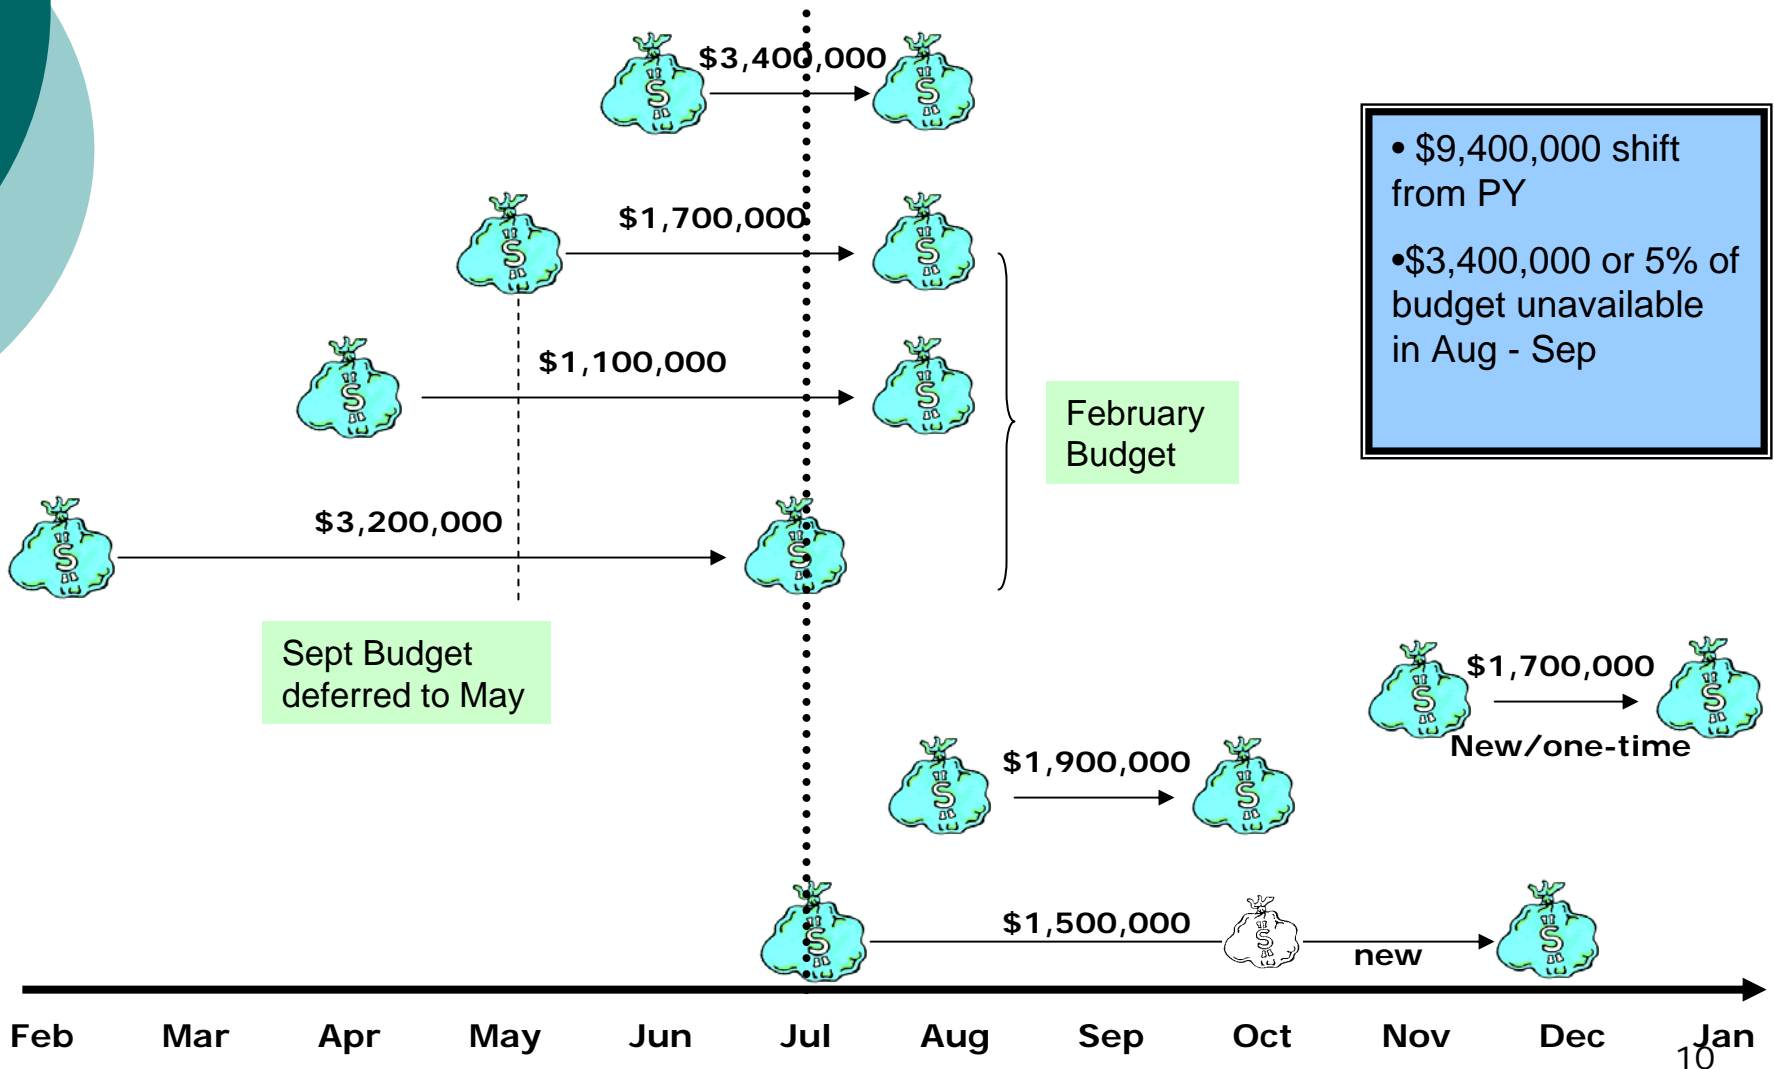 $3,400,000
• $9,400,000 shift
from PY
•$3,400,000 or 5% of
budget unavailable
in Aug - Sep
$1,700,000
$1,100,000
February
Budget
$3,200,000
Sept Budget
deferred to May
$1,700,000
New/one-time
$1,900,000
$1,500,000
new
Feb Mar Apr May Jun Jul Aug Sep Oct Nov Dec Jan
10